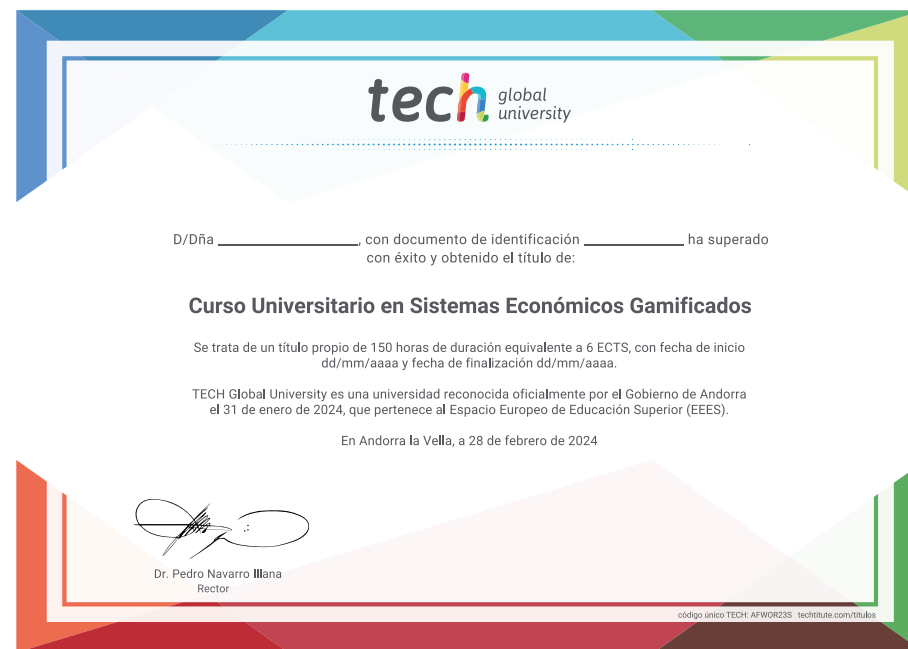 tech global
university
D/Dña ______________, con documento de identificación __________ ha superado
con éxito y obtenido el título de:
Curso Universitario en Sistemas Económicos Gamificados
Se trata de un título propio de 150 horas de duración equivalente a 6 ECTS, con fecha de inicio
dd/mm/aaaa y fecha de finalización dd/mm/aaaa.
TECH Global University es una universidad reconocida oficialmente por el Gobierno de Andorra
el 31 de enero de 2024, que pertenece al Espacio Europeo de Educación Superior (EEES).
En Andorra la Vella, a 28 de febrero de 2024
Dr. Pedro Navarro Illana
Rector
código único TECH: AFWOR23S techtitute.com/titulos